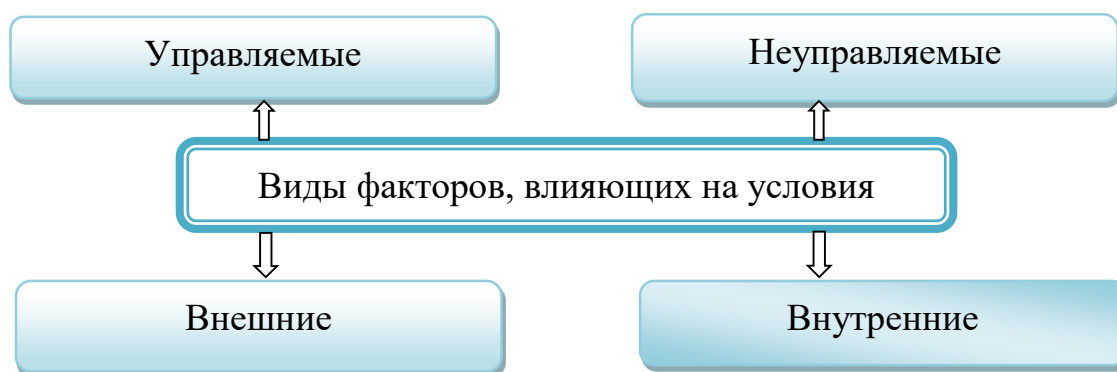 Управляемые
Неуправляемые
Виды факторов, влияющих на условия
Внешние
Внутренние